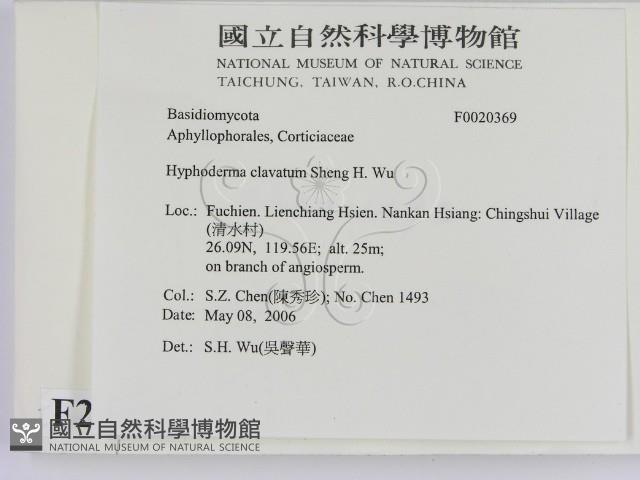 國立自然科學博物館
NATIONAL MUSEUM OF NATURAL SCIENCE
TAICHUNG, TAIWAN, R.O.CHINA
Basidiomycota F0020369
Aphyllophorales, Corticiaceae
Hyphoderma clavatum Sheng H. Wu
Loc.: Fuchien. Lienchiang Hsien. Nankan Hsiang: Chingshui Village
(清水村)
26.09N, 119.56E; alt. 25m;
on branch of angiosperm.
Col.: S.Z. Chen(陳秀珍); No. Chen 1493
Date: May 08, 2006
Det.: S.H. Wu(吳聲華)
F2
國立自然科學博物館
NATIONAL MUSEUM OF NATURAL SCIENCE